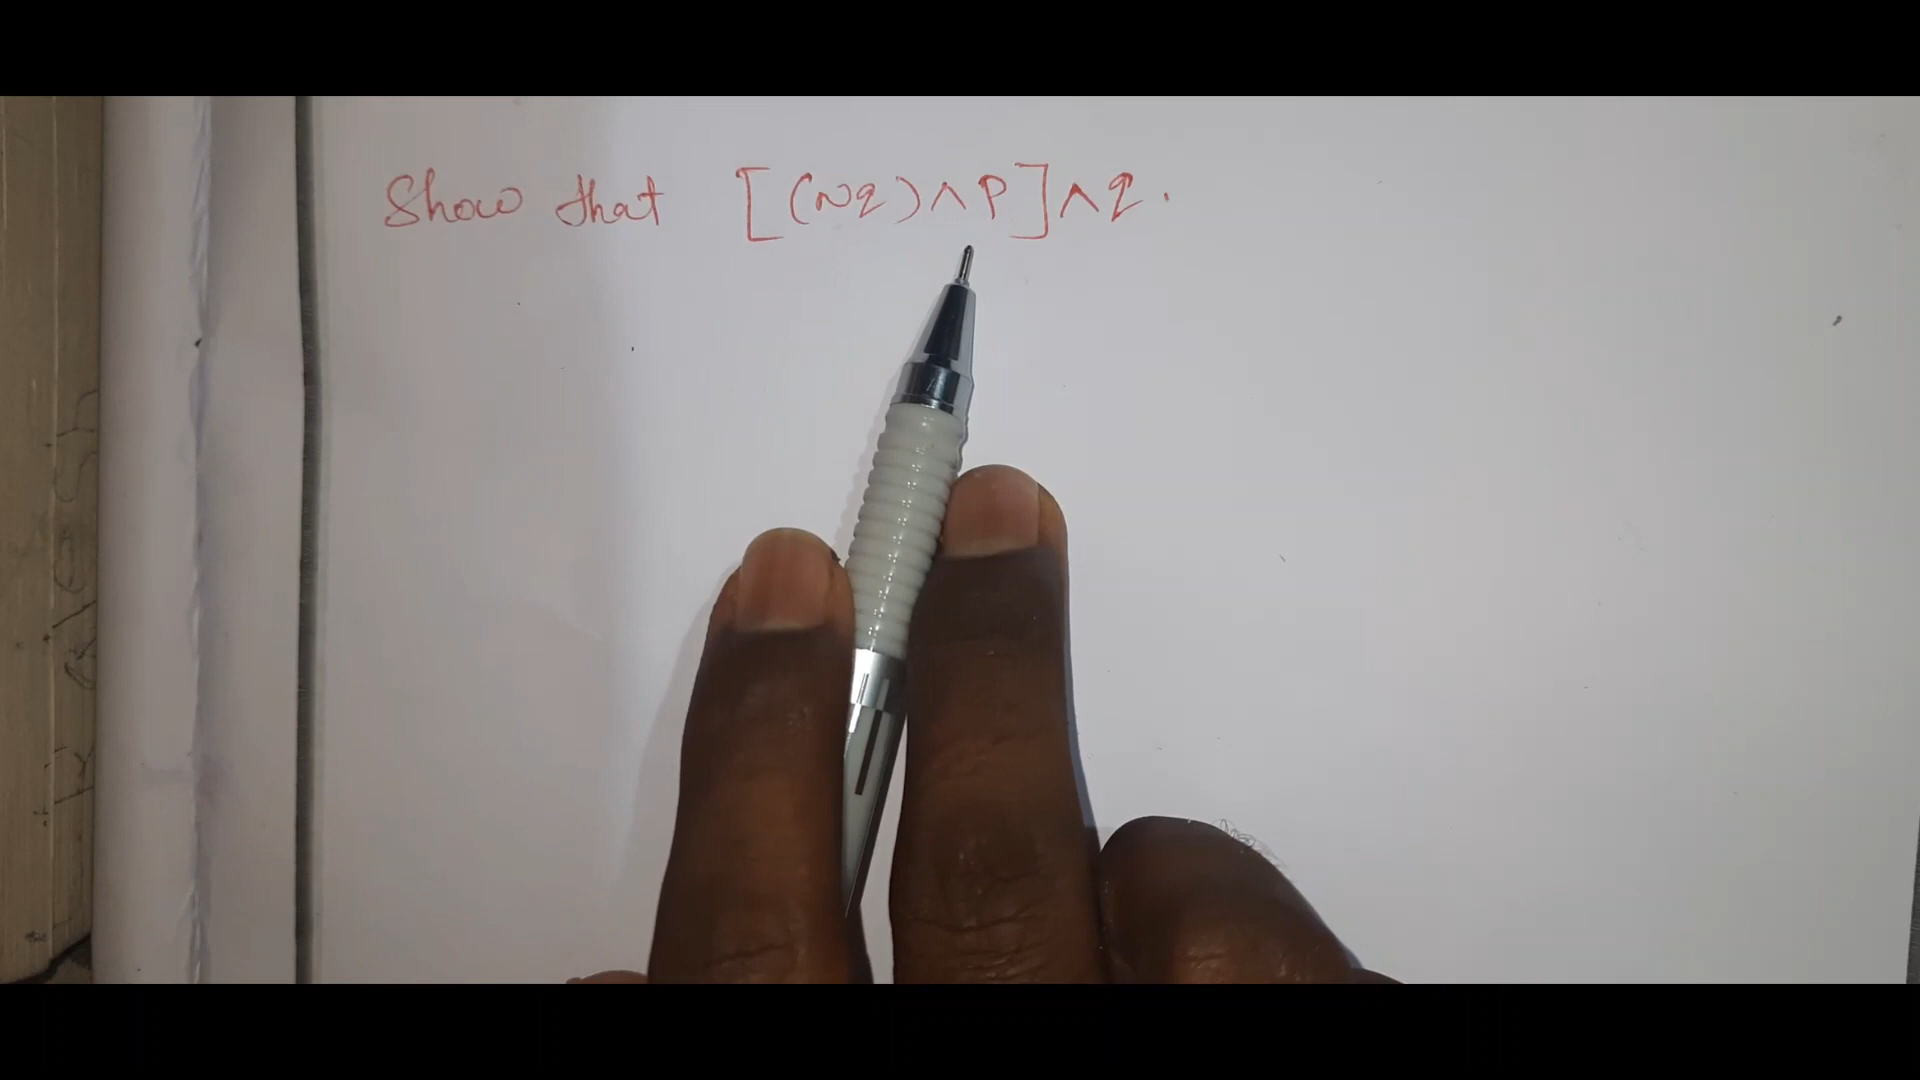 Show that [(~q)∧p]∧q.